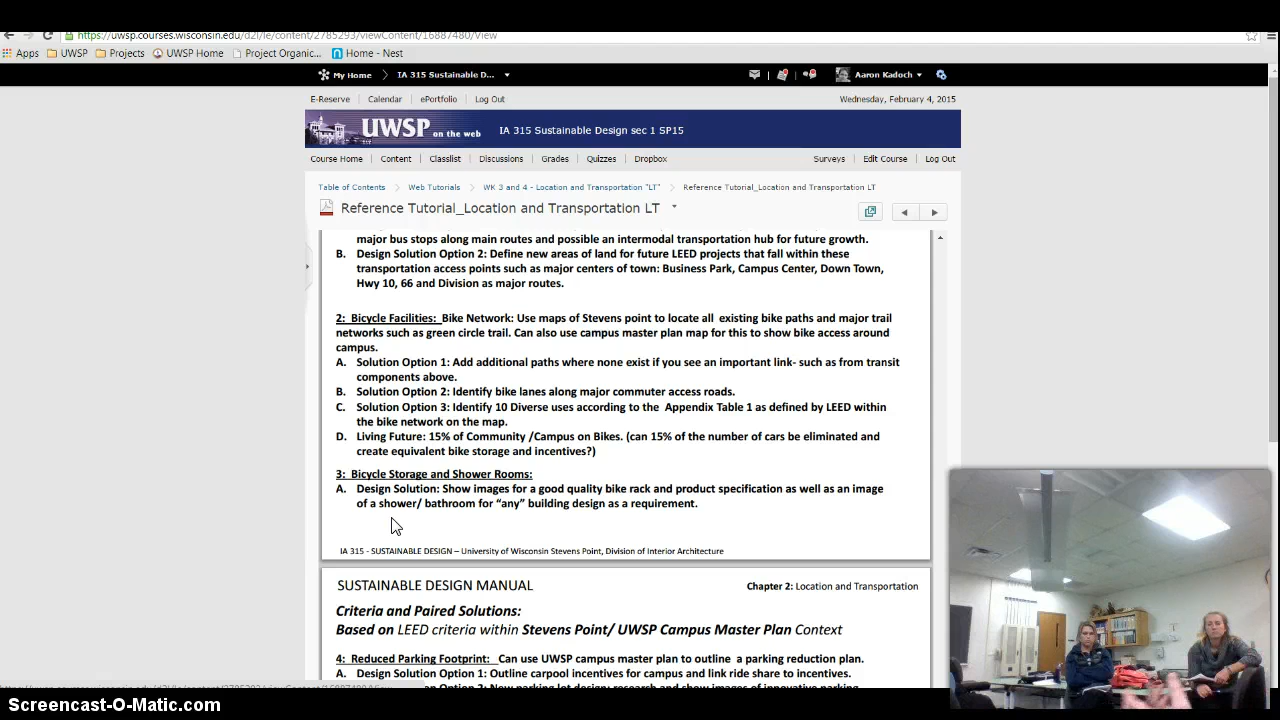 https://uwsp.courses.wisconsin.edu/d2l/le/content/2785293/viewContent/16887480/View
Apps UWSP Projects UWSP Home Project Organic... Home - Nest
My Home IA 315 Sustainable D... Aaron Kadoch
E-Reserve Calendar ePortfolio Log Out Wednesday, February 4, 2015
UWSP on the web IA 315 Sustainable Design sec 1 SP15
Course Home Content Classlist Discussions Grades Quizzes Dropbox Surveys Edit Course Log Out
Table of Contents Web Tutorials WK 3 and 4 - Location and Transportation "LT" Reference Tutorial_Location and Transportation LT
Reference Tutorial_Location and Transportation LT
major bus stops along main routes and possible an intermodal transportation hub for future growth.
B. Design Solution Option 2: Define new areas of land for future LEED projects that fall within these
transportation access points such as major centers of town: Business Park, Campus Center, Down Town,
Hwy 10, 66 and Division as major routes.
2: Bicycle Facilities: Bike Network: Use maps of Stevens point to locate all existing bike paths and major trail
networks such as green circle trail. Can also use campus master plan map for this to show bike access around
campus.
A. Solution Option 1: Add additional paths where none exist if you see an important link- such as from transit
components above.
B. Solution Option 2: Identify bike lanes along major commuter access roads.
C. Solution Option 3: Identify 10 Diverse uses according to the Appendix Table 1 as defined by LEED within
the bike network on the map.
D. Living Future: 15% of Community /Campus on Bikes. (can 15% of the number of cars be eliminated and
create equivalent bike storage and incentives?)
3: Bicycle Storage and Shower Rooms:
A. Design Solution: Show images for a good quality bike rack and product specification as well as an image
of a shower/ bathroom for “any” building design as a requirement.
IA 315 - SUSTAINABLE DESIGN – University of Wisconsin Stevens Point, Division of Interior Architecture
SUSTAINABLE DESIGN MANUAL Chapter 2: Location and Transportation
Criteria and Paired Solutions:
Based on LEED criteria within Stevens Point/ UWSP Campus Master Plan Context
4: Reduced Parking Footprint: Can use UWSP campus master plan to outline a parking reduction plan.
A. Design Solution Option 1: Outline carpool incentives for campus and link ride share to incentives.
Option 2: New parking lot design: research and show images of innovative parking
Screencast-O-Matic.com